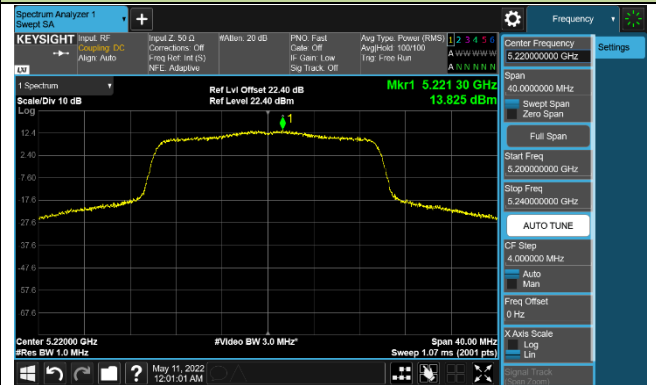 Spectrum Analyzer 1
Swept SA
Frequency
KEYSIGHT
Input: RF
Coupling: DC
Align: Auto
Input Z: 50 Ω
Corrections: Off
Freq Ref: Int (S)
NFE: Adaptive
#Atten: 20 dB
PNO: Fast
Gate: Off
IF Gain: Low
Sig Track: Off
Avg Type: Power (RMS)
Avg|Hold: 100/100
Trig: Free Run
1 2 3 4 5 6
A W W W W W
A N N N N N
LXI
1 Spectrum
Scale/Div 10 dB
Log
Ref Lvl Offset 22.40 dB
Ref Level 22.40 dBm
Mkr1 5.221 30 GHz
13.825 dBm
1
12.4
2.40
-7.60
-17.6
-27.6
-37.6
-47.6
-57.6
-67.6
Center 5.22000 GHz
#Res BW 1.0 MHz
#Video BW 3.0 MHz*
Span 40.00 MHz
Sweep 1.07 ms (2001 pts)
May 11, 2022
12:01:01 AM
Center Frequency
5.220000000 GHz
Settings
Span
40.0000000 MHz
Swept Span
Zero Span
Full Span
Start Freq
5.200000000 GHz
Stop Freq
5.240000000 GHz
AUTO TUNE
CF Step
4.000000 MHz
Auto
Man
Freq Offset
0 Hz
X Axis Scale
Log
Lin
Signal Track
(Span Zoom)